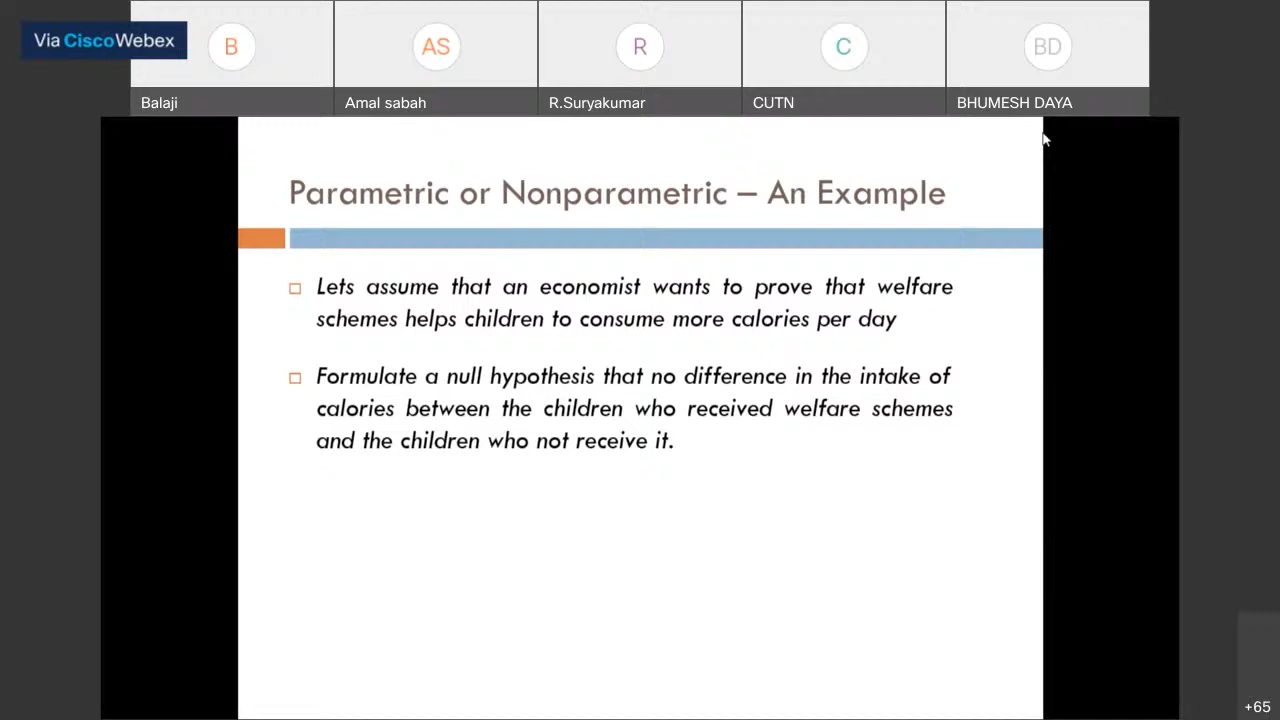 Via Cisco Webex
B
AS
R
C
BD
Balaji
Amal sabah
R.Suryakumar
CUTN
BHUMESH DAYA
Parametric or Nonparametric – An Example
Lets assume that an economist wants to prove that welfare
schemes helps children to consume more calories per day
Formulate a null hypothesis that no difference in the intake of
calories between the children who received welfare schemes
and the children who not receive it.
+65